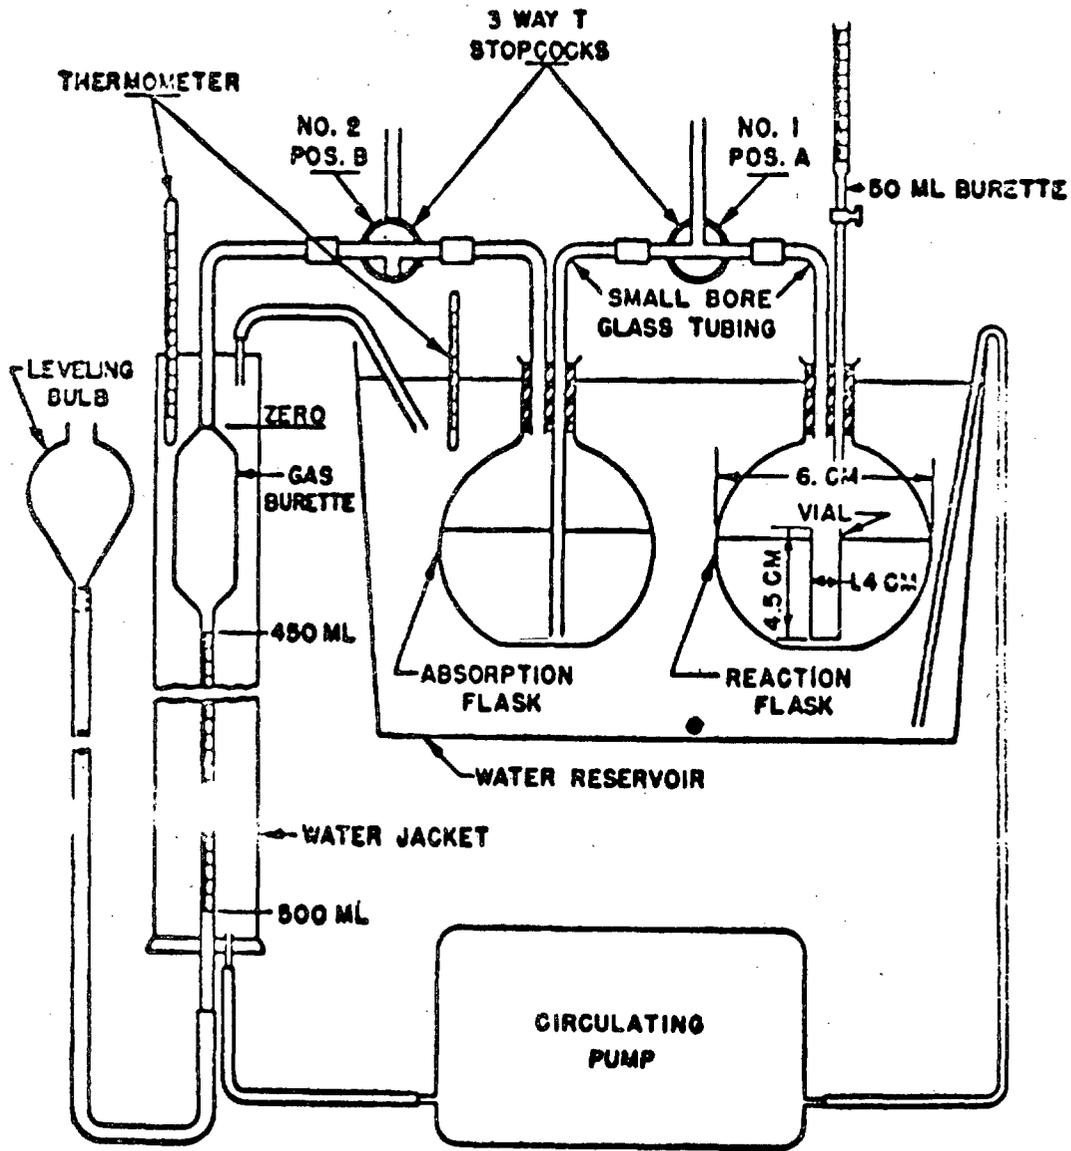 3 WAY T
STOPCOCKS
THERMOMETER
NO. 2
POS. B
NO. 1
POS. A
50 ML BURETTE
SMALL BORE
GLASS TUBING
LEVELING
BULB
ZERO
GAS
BURETTE
6. CM
VIAL
4.5 CM
1.4 CM
450 ML
ABSORPTION
FLASK
REACTION
FLASK
WATER RESERVOIR
WATER JACKET
500 ML
CIRCULATING
PUMP